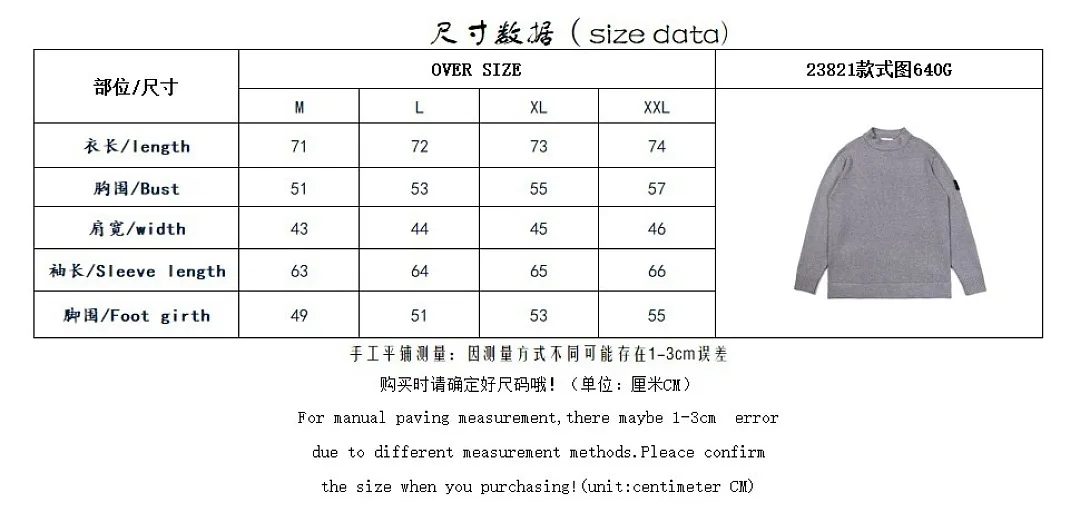 尺寸数据(size data)
部位/尺寸 OVER SIZE 23821款式图640G
M L XL XXL
衣长/length 71 72 73 74
胸围/Bust 51 53 55 57
肩宽/width 43 44 45 46
袖长/Sleeve length 63 64 65 66
脚围/Foot girth 49 51 53 55
手工平铺测量：因测量方式不同可能存在1-3cm误差
购买时请确定好尺码哦!（单位：厘米CM）
For manual paving measurement,there maybe 1-3cm error
due to different measurement methods.Pleace confirm
the size when you purchasing!(unit:centimeter CM)